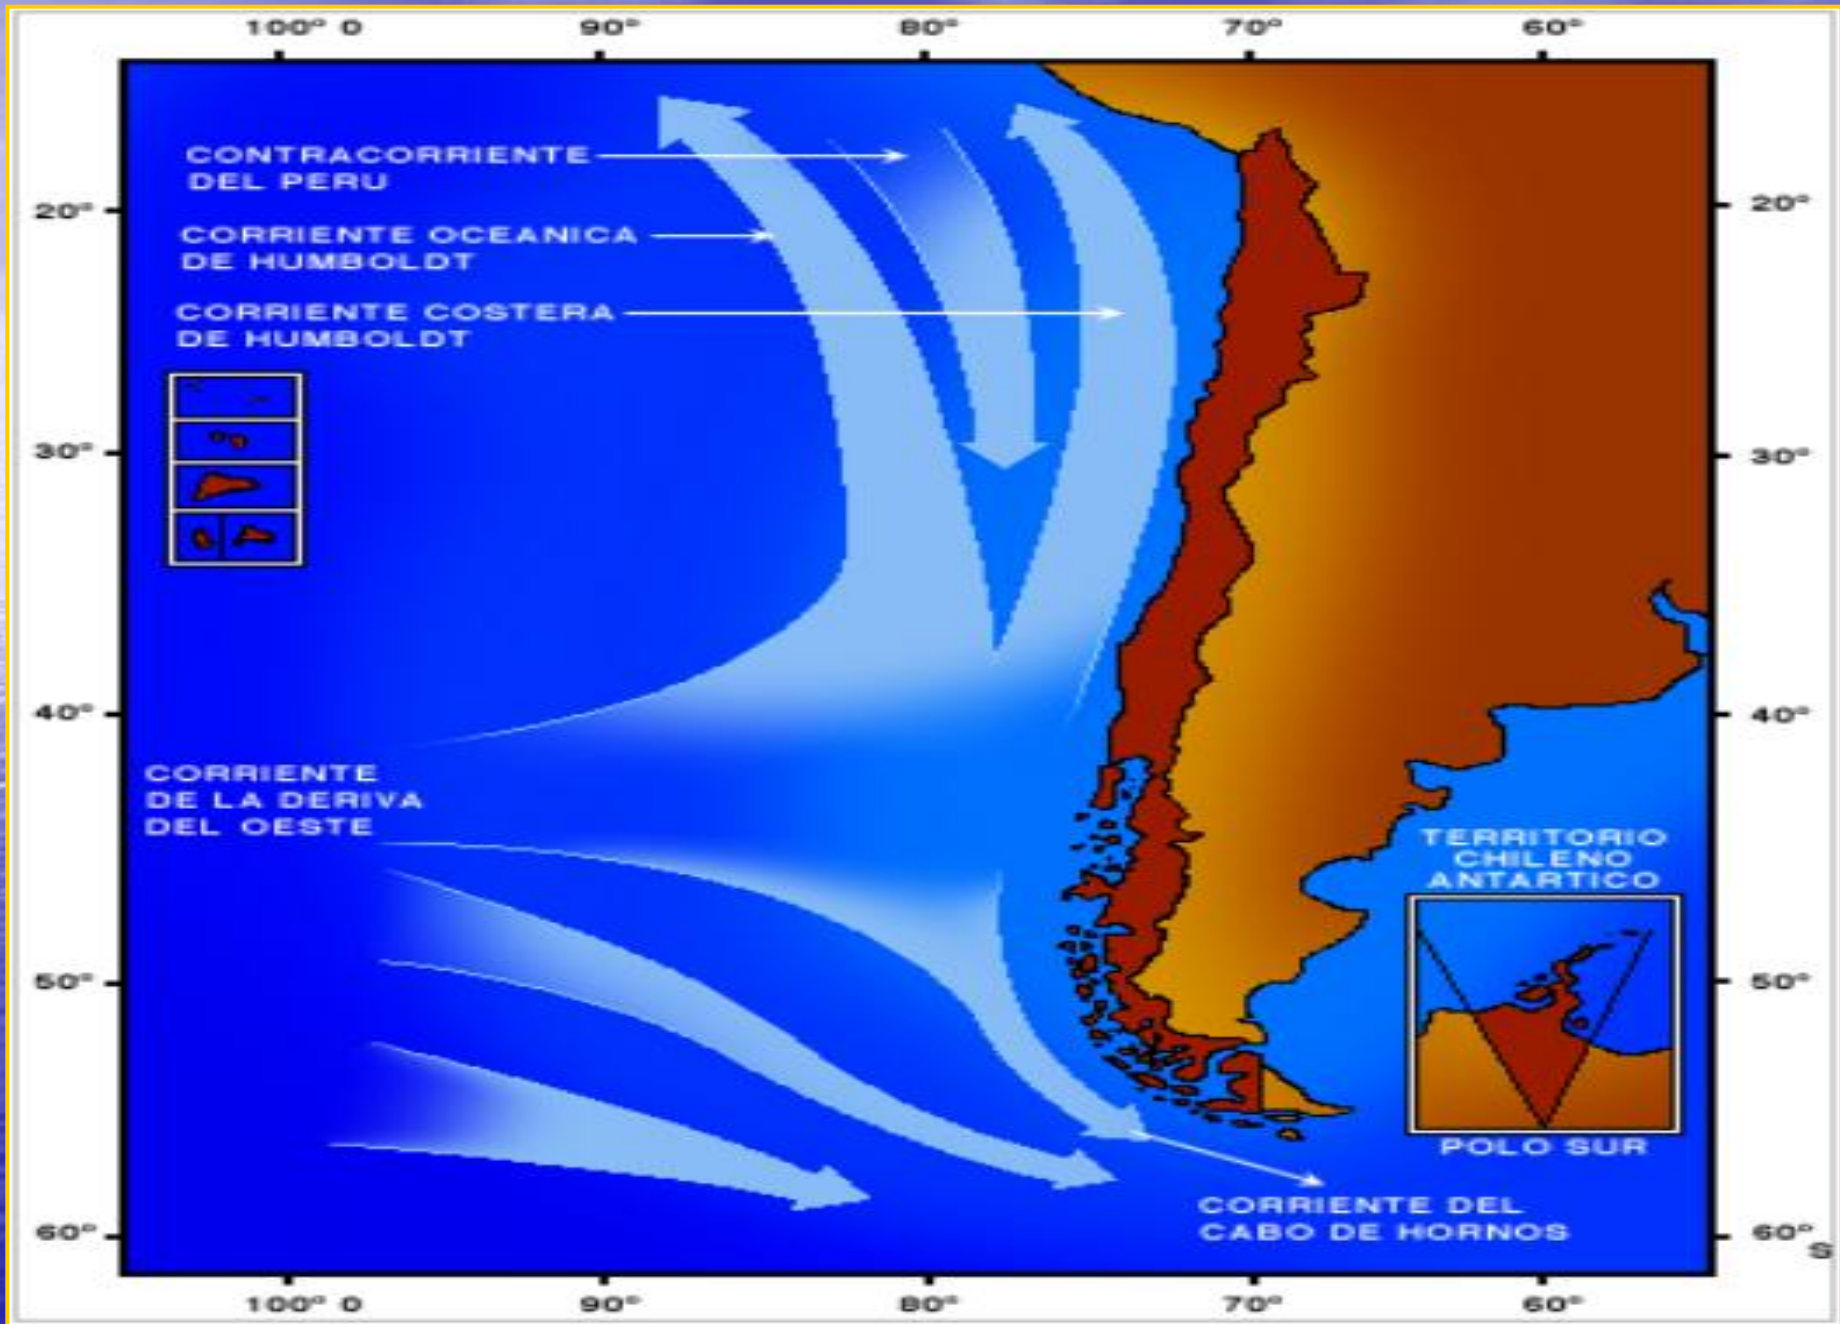 100° O 90° 80° 70° 60°
CONTRACORRIENTE
DEL PERU
20° 20°
CORRIENTE OCEANICA
DE HUMBOLDT
CORRIENTE COSTERA
DE HUMBOLDT
30° 30°
40° 40°
CORRIENTE
DE LA DERIVA
DEL OESTE
TERRITORIO
CHILENO
ANTARTICO
50° 50°
POLO SUR
CORRIENTE DEL
CABO DE HORNOS
60° 60° S
100° O 90° 80° 70° 60°